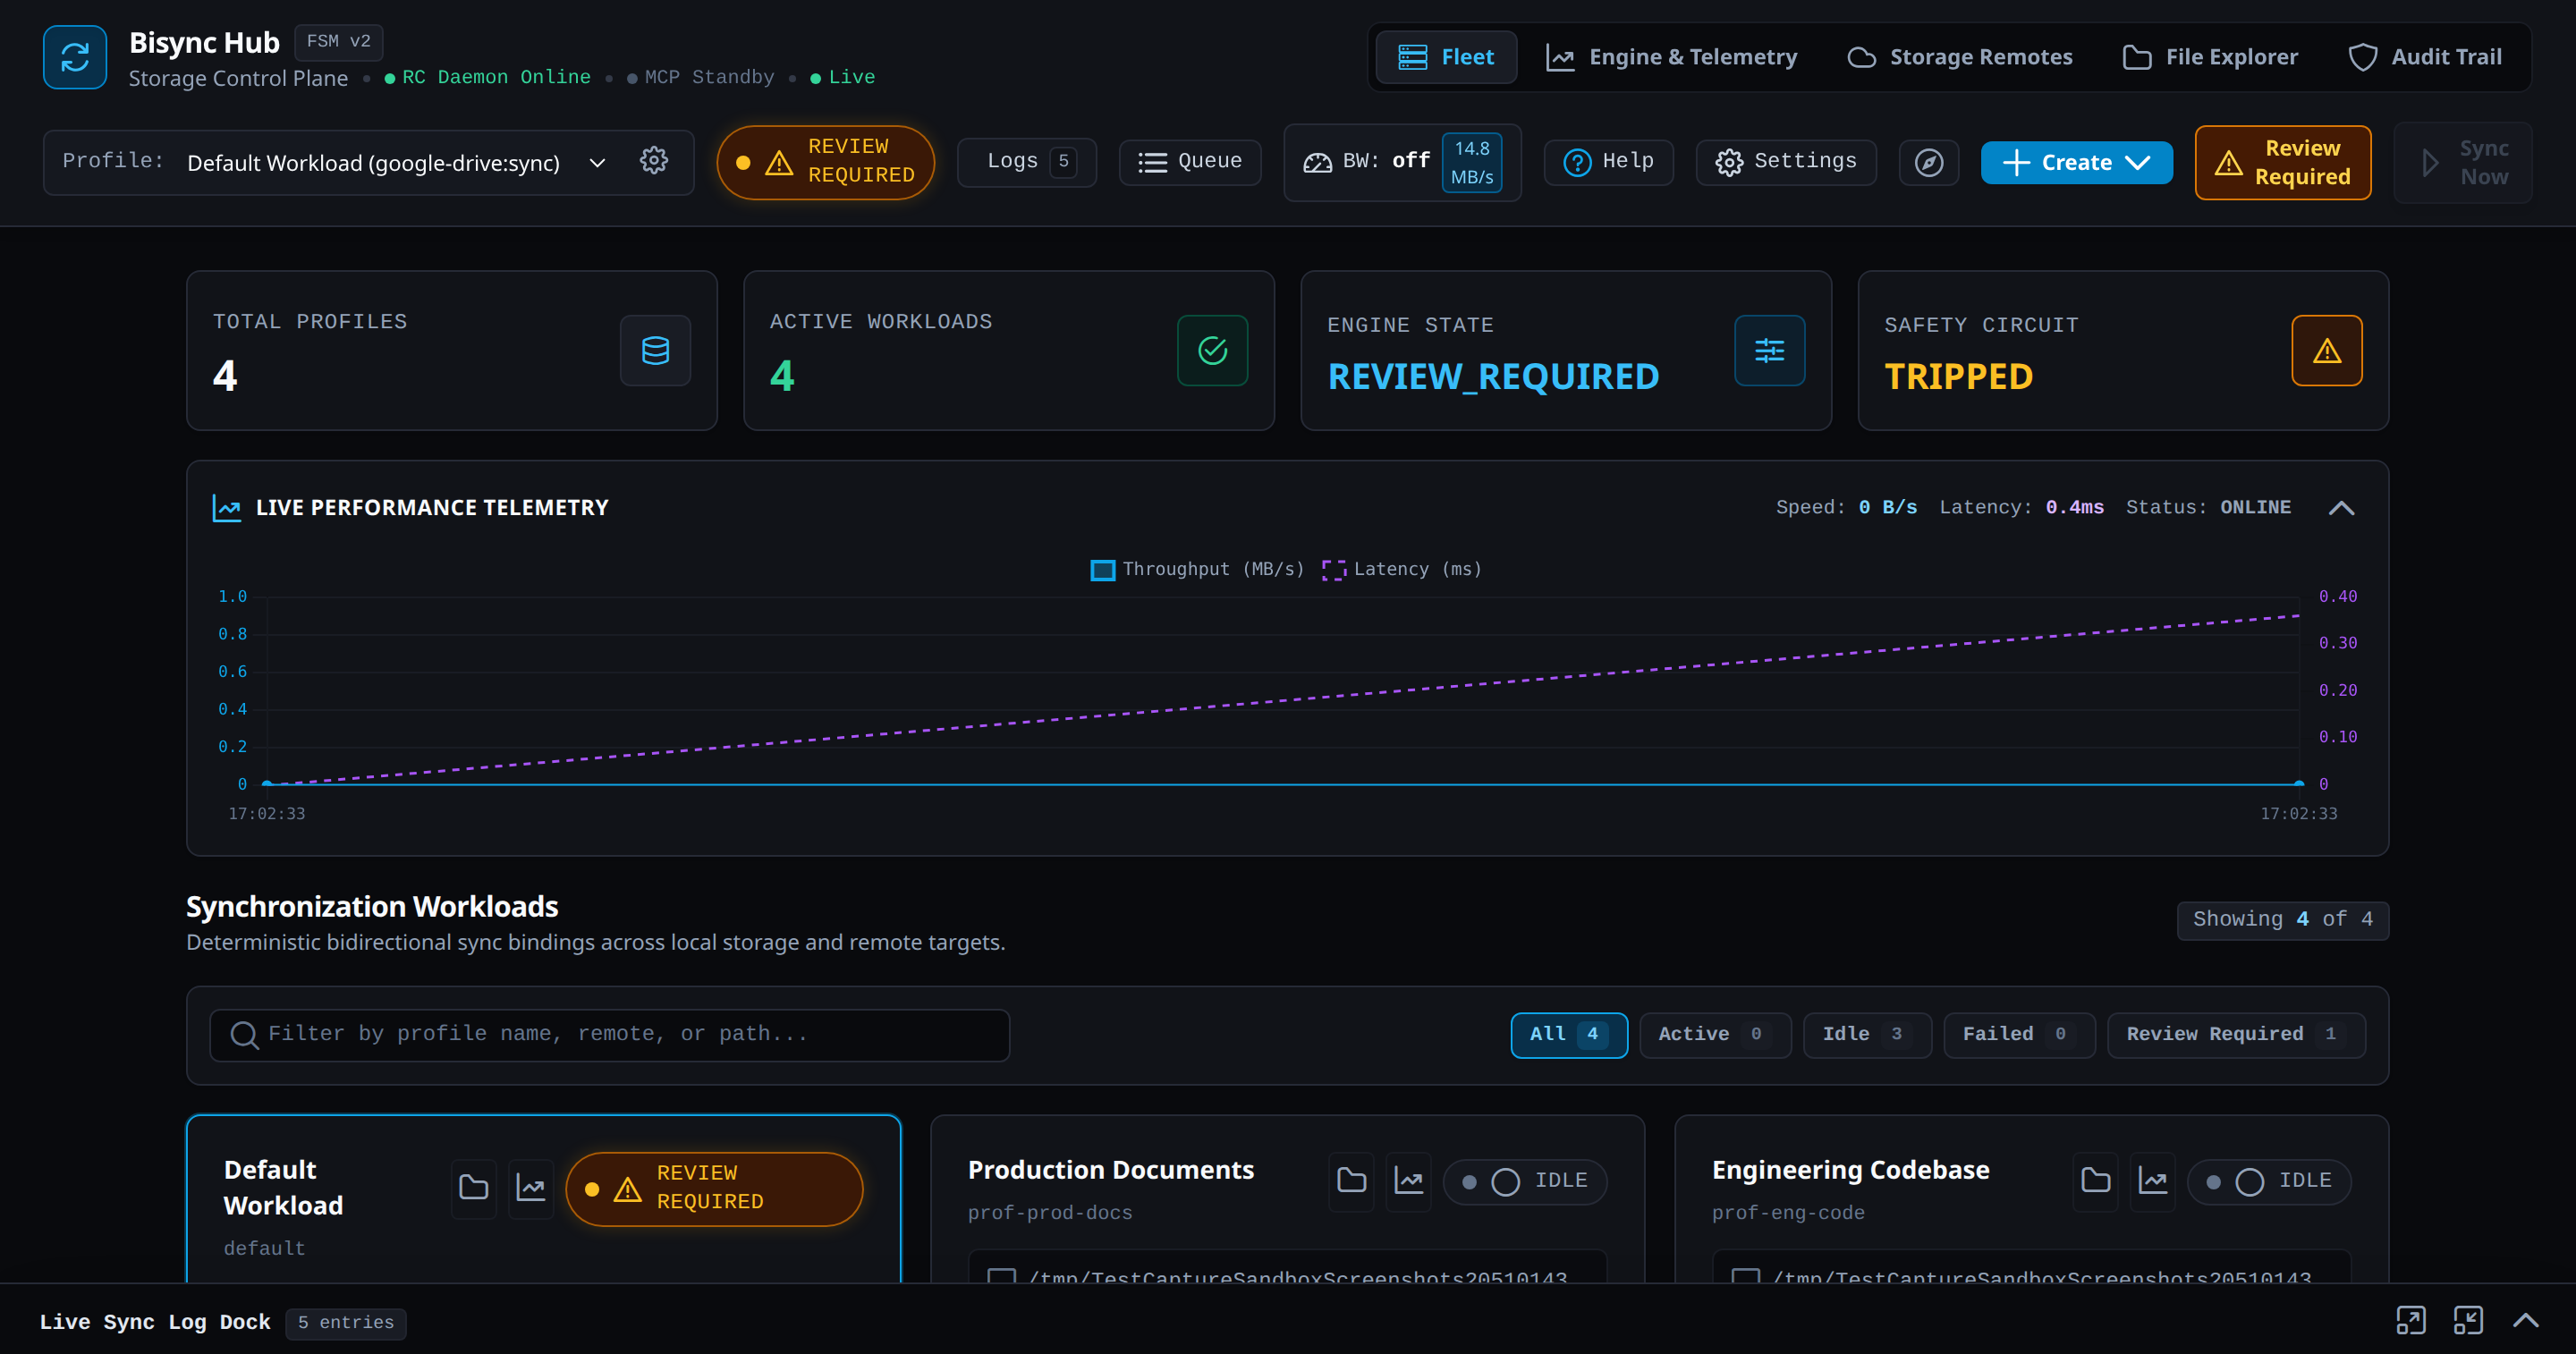 Bisync Hub FSM v2
Storage Control Plane • RC Daemon Online • MCP Standby • Live
Fleet Engine & Telemetry Storage Remotes File Explorer Audit Trail
Profile: Default Workload (google-drive:sync)
REVIEW
REQUIRED
Logs 5
Queue
BW: off
14.8
MB/s
Help
Settings
Create
Review
Required
Sync
Now
TOTAL PROFILES
4
ACTIVE WORKLOADS
4
ENGINE STATE
REVIEW_REQUIRED
SAFETY CIRCUIT
TRIPPED
LIVE PERFORMANCE TELEMETRY
Speed: 0 B/s Latency: 0.4ms Status: ONLINE
Throughput (MB/s) Latency (ms)
1.0
0.8
0.6
0.4
0.2
0
0.40
0.30
0.20
0.10
0
17:02:33
17:02:33
Synchronization Workloads
Deterministic bidirectional sync bindings across local storage and remote targets.
Showing 4 of 4
Filter by profile name, remote, or path...
All 4
Active 0
Idle 3
Failed 0
Review Required 1
Default
Workload
default
REVIEW
REQUIRED
Production Documents
prof-prod-docs
IDLE
/tmp/TestCaptureSandboxScreenshots20510143
Engineering Codebase
prof-eng-code
IDLE
/tmp/TestCaptureSandboxScreenshots20510143
Live Sync Log Dock 5 entries